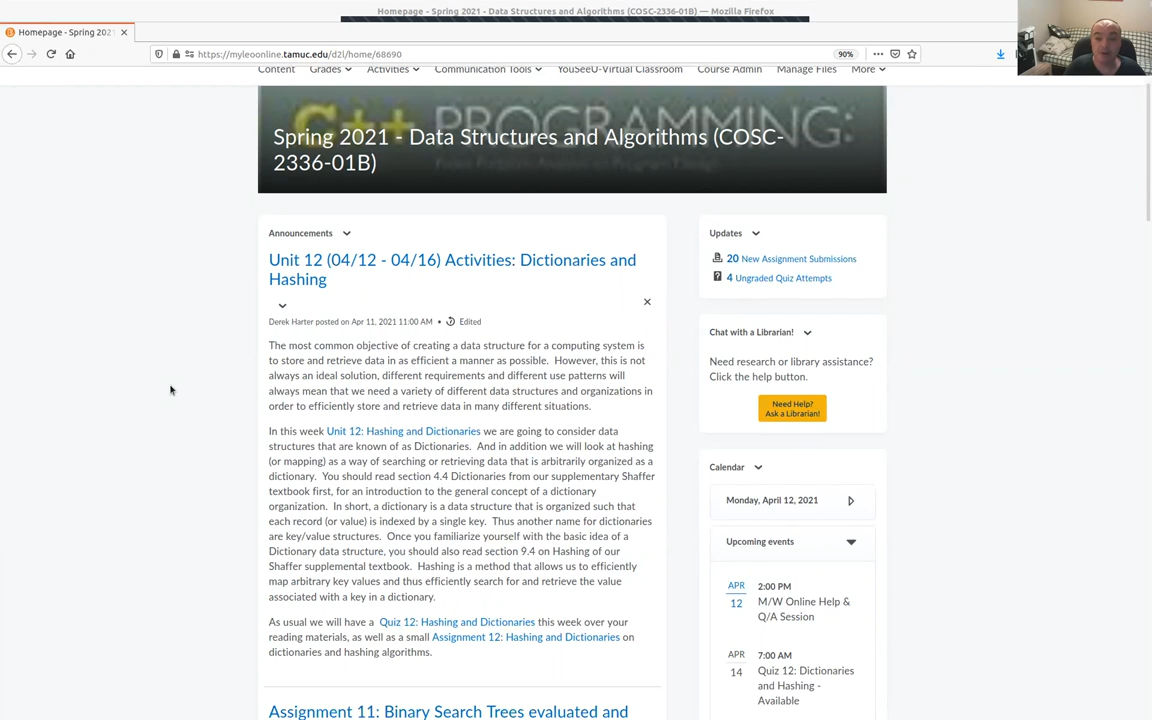 Homepage - Spring 2021 - Data Structures and Algorithms (COSC-2336-01B) — Mozilla Firefox
Homepage - Spring 2021
https://myleoonline.tamuc.edu/d2l/home/68690
90%
Content Grades Activities Communication Tools YouSeeU-Virtual Classroom Course Admin Manage Files More
C++ PROGRAMMING:
Spring 2021 - Data Structures and Algorithms (COSC-
2336-01B)
Announcements
Unit 12 (04/12 - 04/16) Activities: Dictionaries and
Hashing
Derek Harter posted on Apr 11, 2021 11:00 AM • Edited
The most common objective of creating a data structure for a computing system is
to store and retrieve data in as efficient a manner as possible. However, this is not
always an ideal solution, different requirements and different use patterns will
always mean that we need a variety of different data structures and organizations in
order to efficiently store and retrieve data in many different situations.
In this week Unit 12: Hashing and Dictionaries we are going to consider data
structures that are known of as Dictionaries. And in addition we will look at hashing
(or mapping) as a way of searching or retrieving data that is arbitrarily organized as a
dictionary. You should read section 4.4 Dictionaries from our supplementary Shaffer
textbook first, for an introduction to the general concept of a dictionary
organization. In short, a dictionary is a data structure that is organized such that
each record (or value) is indexed by a single key. Thus another name for dictionaries
are key/value structures. Once you familiarize yourself with the basic idea of a
Dictionary data structure, you should also read section 9.4 on Hashing of our
Shaffer supplemental textbook. Hashing is a method that allows us to efficiently
map arbitrary key values and thus efficiently search for and retrieve the value
associated with a key in a dictionary.
As usual we will have a Quiz 12: Hashing and Dictionaries this week over your
reading materials, as well as a small Assignment 12: Hashing and Dictionaries on
dictionaries and hashing algorithms.
Assignment 11: Binary Search Trees evaluated and
Updates
20 New Assignment Submissions
4 Ungraded Quiz Attempts
Chat with a Librarian!
Need research or library assistance?
Click the help button.
Need Help?
Ask a Librarian!
Calendar
Monday, April 12, 2021
Upcoming events
APR
12
2:00 PM
M/W Online Help &
Q/A Session
APR
14
7:00 AM
Quiz 12: Dictionaries
and Hashing -
Available